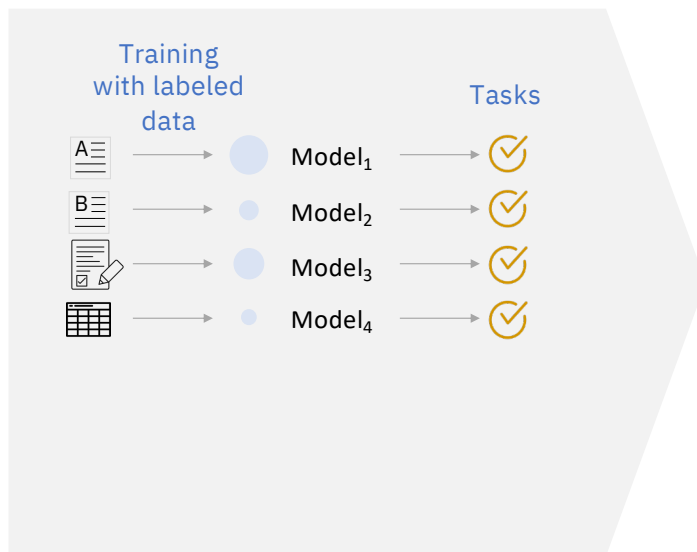 Training
with labeled
data
Tasks
A
Model₁
B
Model₂
Model₃
Model₄